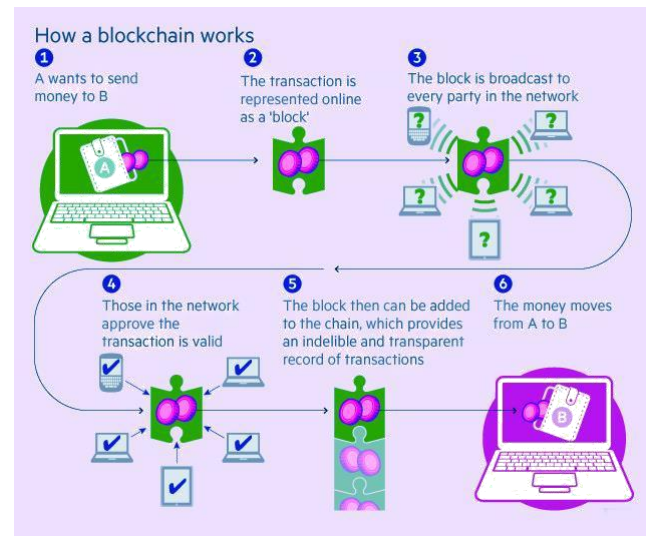 How a blockchain works
1
A wants to send
money to B
2
The transaction is
represented online
as a 'block'
3
The block is broadcast to
every party in the network
A
?
?
?
?
?
4
Those in the network
approve the
transaction is valid
5
The block then can be added
to the chain, which provides
an indelible and transparent
record of transactions
6
The money moves
from A to B
B